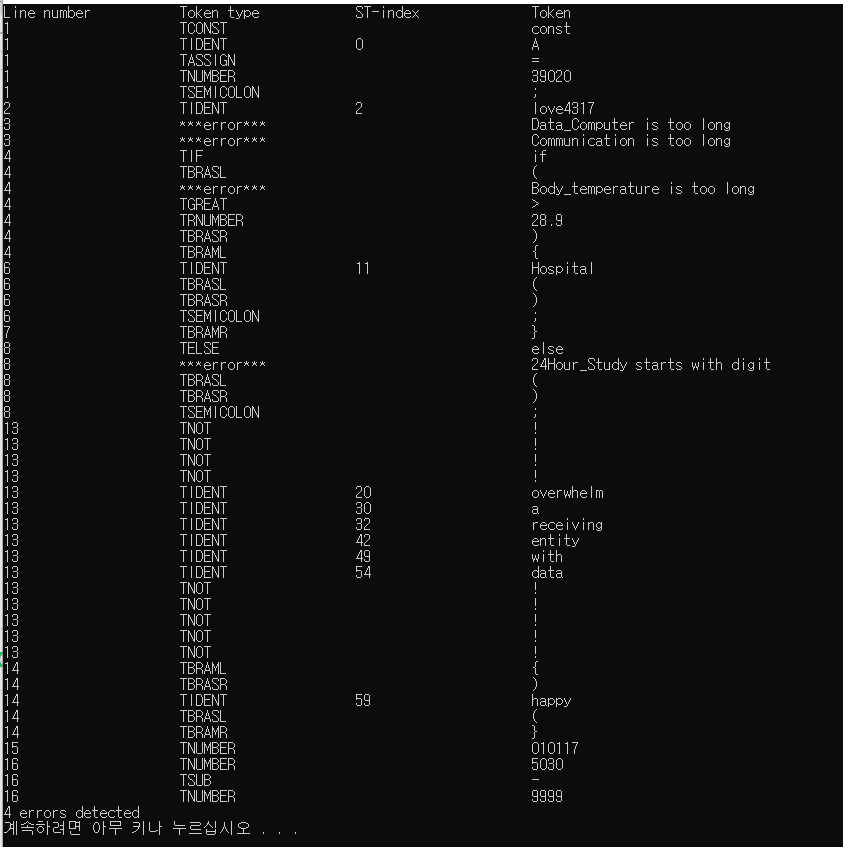 Line number Token type ST-index Token
1 TCONST const
1 TIDENT 0 A
1 TASSIGN =
1 TNUMBER 39020
1 TSEMICOLON ;
2 TIDENT 2 love4317
3 ***error*** Data_Computer is too long
3 ***error*** Communication is too long
4 TIF if
4 TBRASL (
4 ***error*** Body_temperature is too long
4 TGREAT >
4 TRNUMBER 28.9
4 TBRASR )
4 TBRAML {
6 TIDENT 11 Hospital
6 TBRASL (
6 TBRASR )
6 TSEMICOLON ;
7 TBRAMR }
8 TELSE else
8 ***error*** 24Hour_Study starts with digit
8 TBRASL (
8 TBRASR )
8 TSEMICOLON ;
13 TNOT !
13 TNOT !
13 TNOT !
13 TNOT !
13 TIDENT 20 overwhelm
13 TIDENT 30 a
13 TIDENT 32 receiving
13 TIDENT 42 entity
13 TIDENT 49 with
13 TIDENT 54 data
13 TNOT !
13 TNOT !
13 TNOT !
13 TNOT !
13 TNOT !
14 TBRAML {
14 TBRASR )
14 TIDENT 59 happy
14 TBRASL (
14 TBRAMR }
15 TNUMBER 010117
16 TNUMBER 5030
16 TSUB -
16 TNUMBER 9999
4 errors detected
계속하려면 아무 키나 누르십시오 . . .